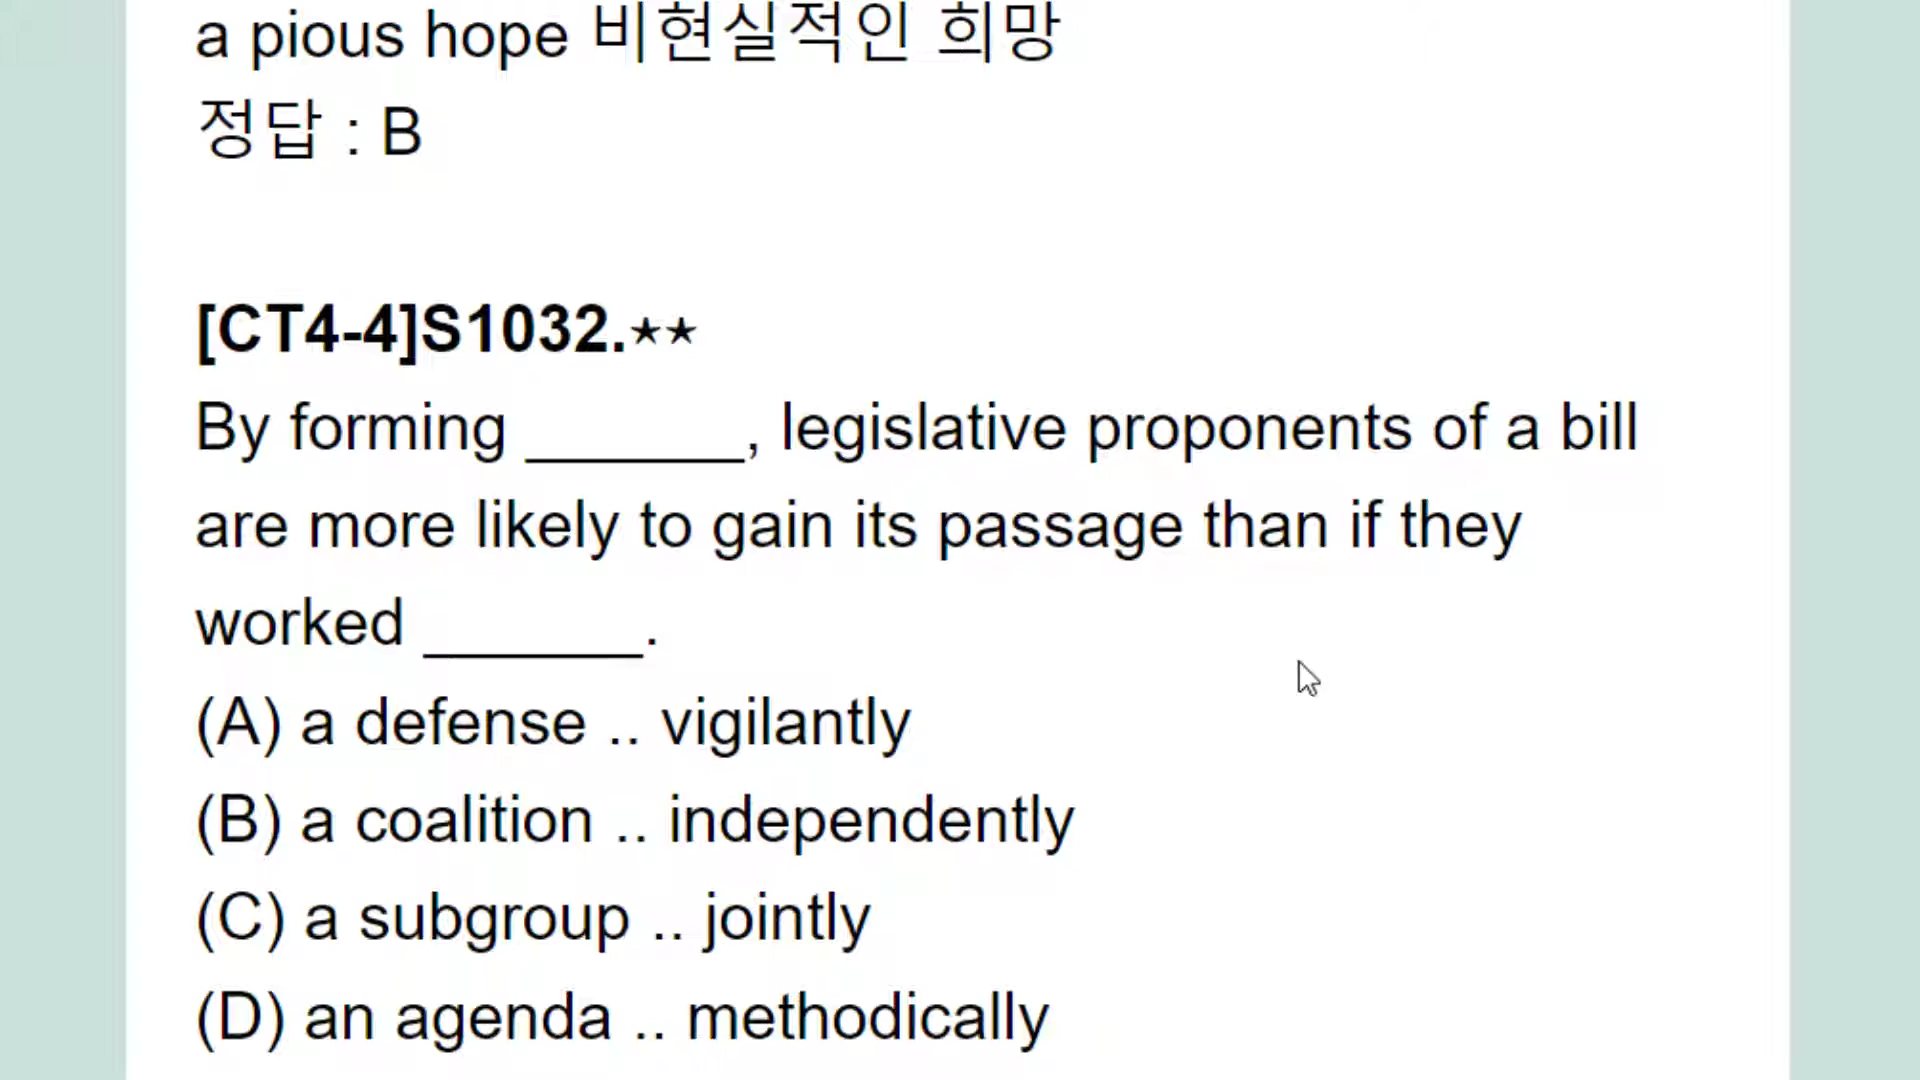 a pious hope 비현실적인 희망
정답 : B
[CT4-4]S1032.★★
By forming _______, legislative proponents of a bill
are more likely to gain its passage than if they
worked _______.
(A) a defense .. vigilantly
(B) a coalition .. independently
(C) a subgroup .. jointly
(D) an agenda .. methodically